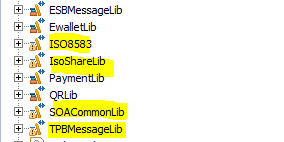 ESBMessageLib
EwalletLib
ISO8583
IsoShareLib
PaymentLib
QRLib
SOACommonLib
TPBMessageLib